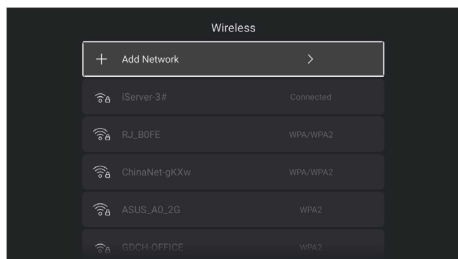 Wireless
Add Network
iServer-3# Connected
RJ_B0FE WPA/WPA2
ChinaNet-gKXw WPA/WPA2
ASUS_A0_2G WPA2
GDCH-OFFICE WPA2